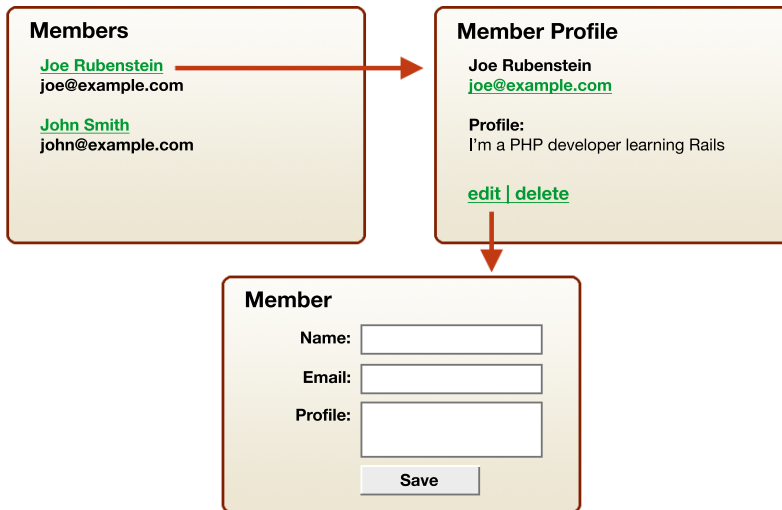 Members
Joe Rubenstein
joe@example.com
John Smith
john@example.com
Member Profile
Joe Rubenstein
joe@example.com
Profile:
I'm a PHP developer learning Rails
edit | delete
Member
Name:
Email:
Profile:
Save